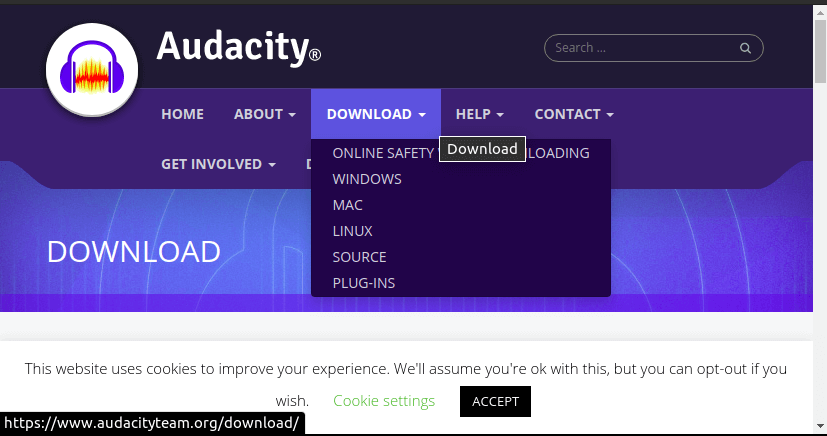 Audacity®
Search ...
HOME ABOUT DOWNLOAD HELP CONTACT
GET INVOLVED
Download
ONLINE SAFETY
WINDOWS
MAC
LINUX
SOURCE
PLUG-INS
DOWNLOAD
This website uses cookies to improve your experience. We'll assume you're ok with this, but you can opt-out if you
wish. Cookie settings ACCEPT
https://www.audacityteam.org/download/